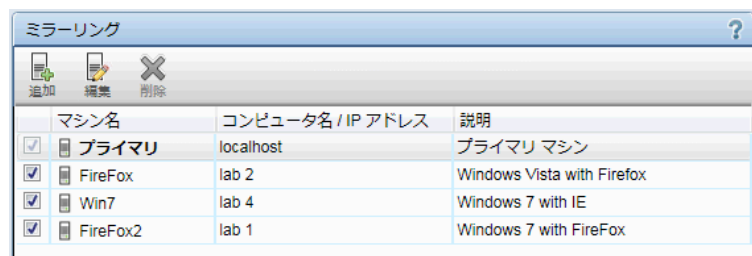 ミラーリング ?
追加 編集 削除
マシン名 コンピュータ名 / IP アドレス 説明
プライマリ localhost プライマリ マシン
FireFox lab 2 Windows Vista with Firefox
Win7 lab 4 Windows 7 with IE
FireFox2 lab 1 Windows 7 with FireFox